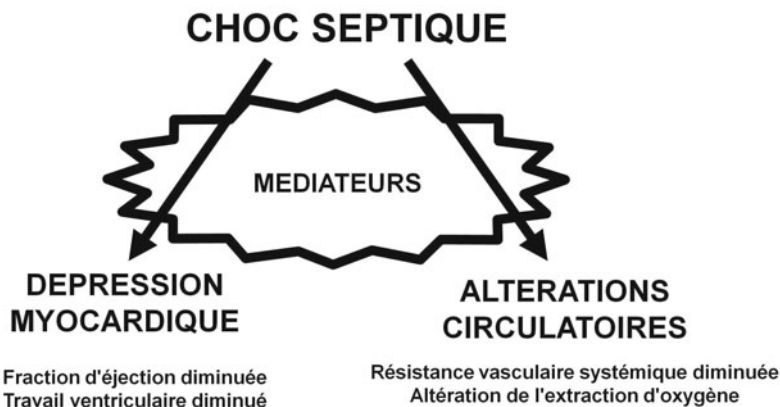 CHOC SEPTIQUE
MEDIATEURS
DEPRESSION
MYOCARDIQUE
Fraction d'éjection diminuée
Travail ventriculaire diminué
ALTERATIONS
CIRCULATOIRES
Résistance vasculaire systémique diminuée
Altération de l'extraction d'oxygène